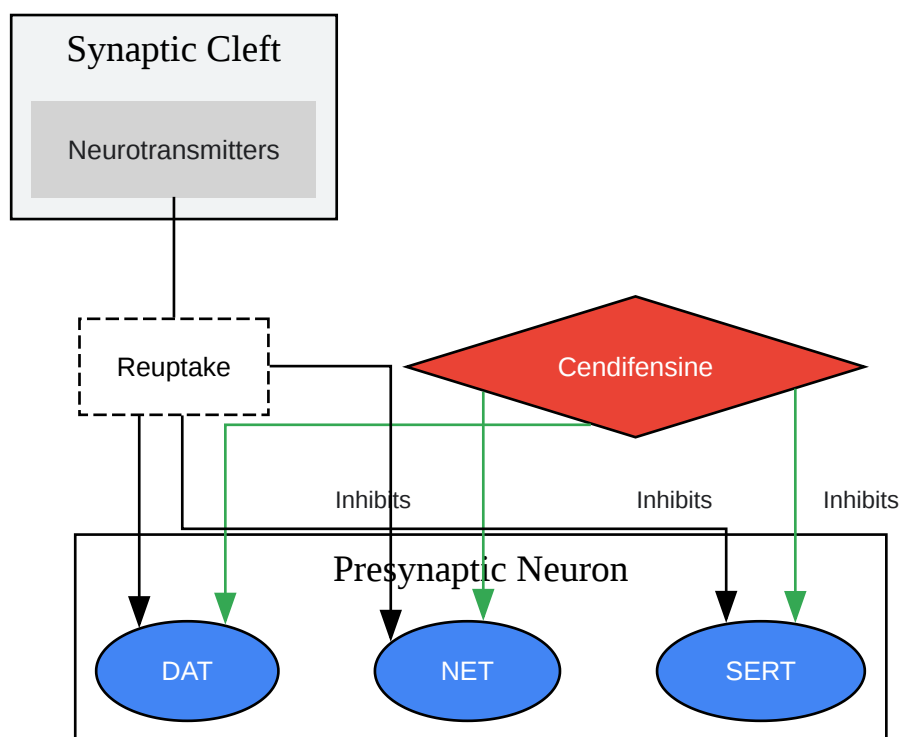 Synaptic Cleft
Neurotransmitters
Reuptake
Cendifensine
Inhibits
Inhibits
Inhibits
Presynaptic Neuron
DAT
NET
SERT